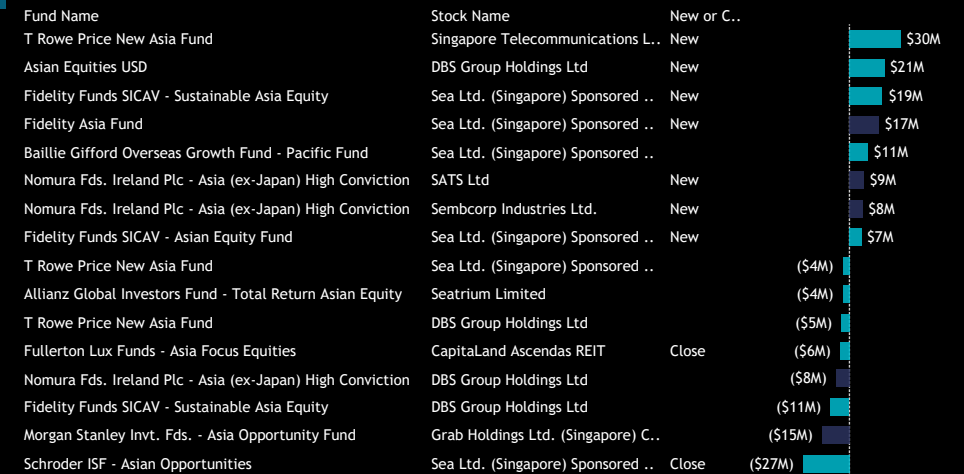 Fund Name Stock Name New or C..
T Rowe Price New Asia Fund Singapore Telecommunications L.. New $30M
Asian Equities USD DBS Group Holdings Ltd New $21M
Fidelity Funds SICAV - Sustainable Asia Equity Sea Ltd. (Singapore) Sponsored .. New $19M
Fidelity Asia Fund Sea Ltd. (Singapore) Sponsored .. New $17M
Baillie Gifford Overseas Growth Fund - Pacific Fund Sea Ltd. (Singapore) Sponsored .. $11M
Nomura Fds. Ireland Plc - Asia (ex-Japan) High Conviction SATS Ltd New $9M
Nomura Fds. Ireland Plc - Asia (ex-Japan) High Conviction Sembcorp Industries Ltd. New $8M
Fidelity Funds SICAV - Asian Equity Fund Sea Ltd. (Singapore) Sponsored .. New $7M
T Rowe Price New Asia Fund Sea Ltd. (Singapore) Sponsored .. ($4M)
Allianz Global Investors Fund - Total Return Asian Equity Seatrium Limited ($4M)
T Rowe Price New Asia Fund DBS Group Holdings Ltd ($5M)
Fullerton Lux Funds - Asia Focus Equities CapitaLand Ascendas REIT Close ($6M)
Nomura Fds. Ireland Plc - Asia (ex-Japan) High Conviction DBS Group Holdings Ltd ($8M)
Fidelity Funds SICAV - Sustainable Asia Equity DBS Group Holdings Ltd ($11M)
Morgan Stanley Invt. Fds. - Asia Opportunity Fund Grab Holdings Ltd. (Singapore) C.. ($15M)
Schroder ISF - Asian Opportunities Sea Ltd. (Singapore) Sponsored .. Close ($27M)